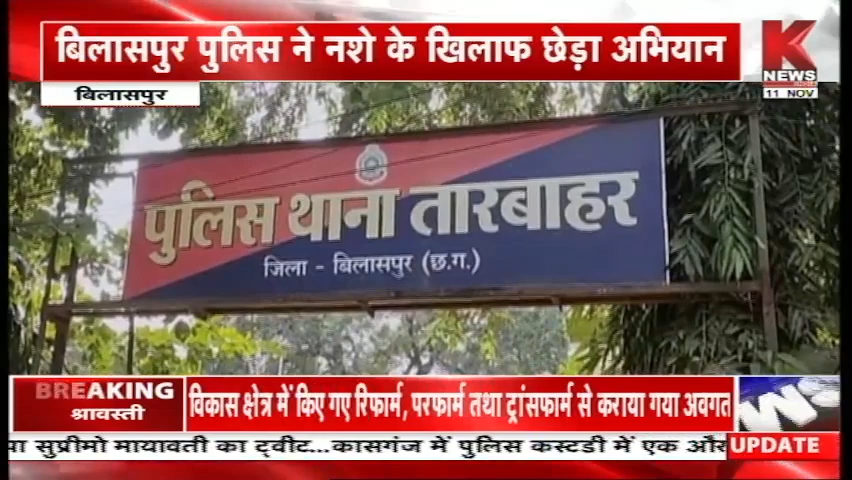 बिलासपुर पुलिस ने नशे के खिलाफ छेड़ा अभियान
K
NEWS
11 NOV
बिलासपुर
पुलिस थाना तारबाहर
जिला - बिलासपुर (छ.ग.)
BREAKING
श्रावस्ती
विकास क्षेत्र में किए गए रिफार्म, परफार्म तथा ट्रांसफार्म से कराया गया अवगत
सुप्रीमो मायावती का ट्वीट...कासगंज में पुलिस कस्टडी में एक और
UPDATE